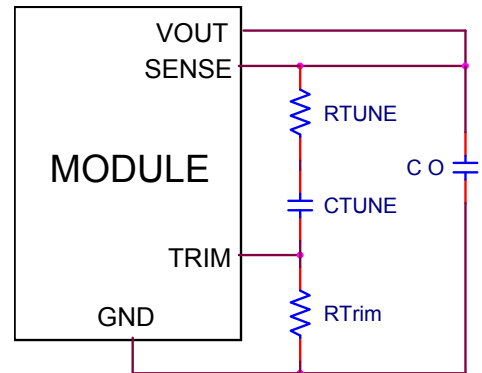 VOUT
SENSE
RTUNE
MODULE
C O
CTUNE
TRIM
RTrim
GND